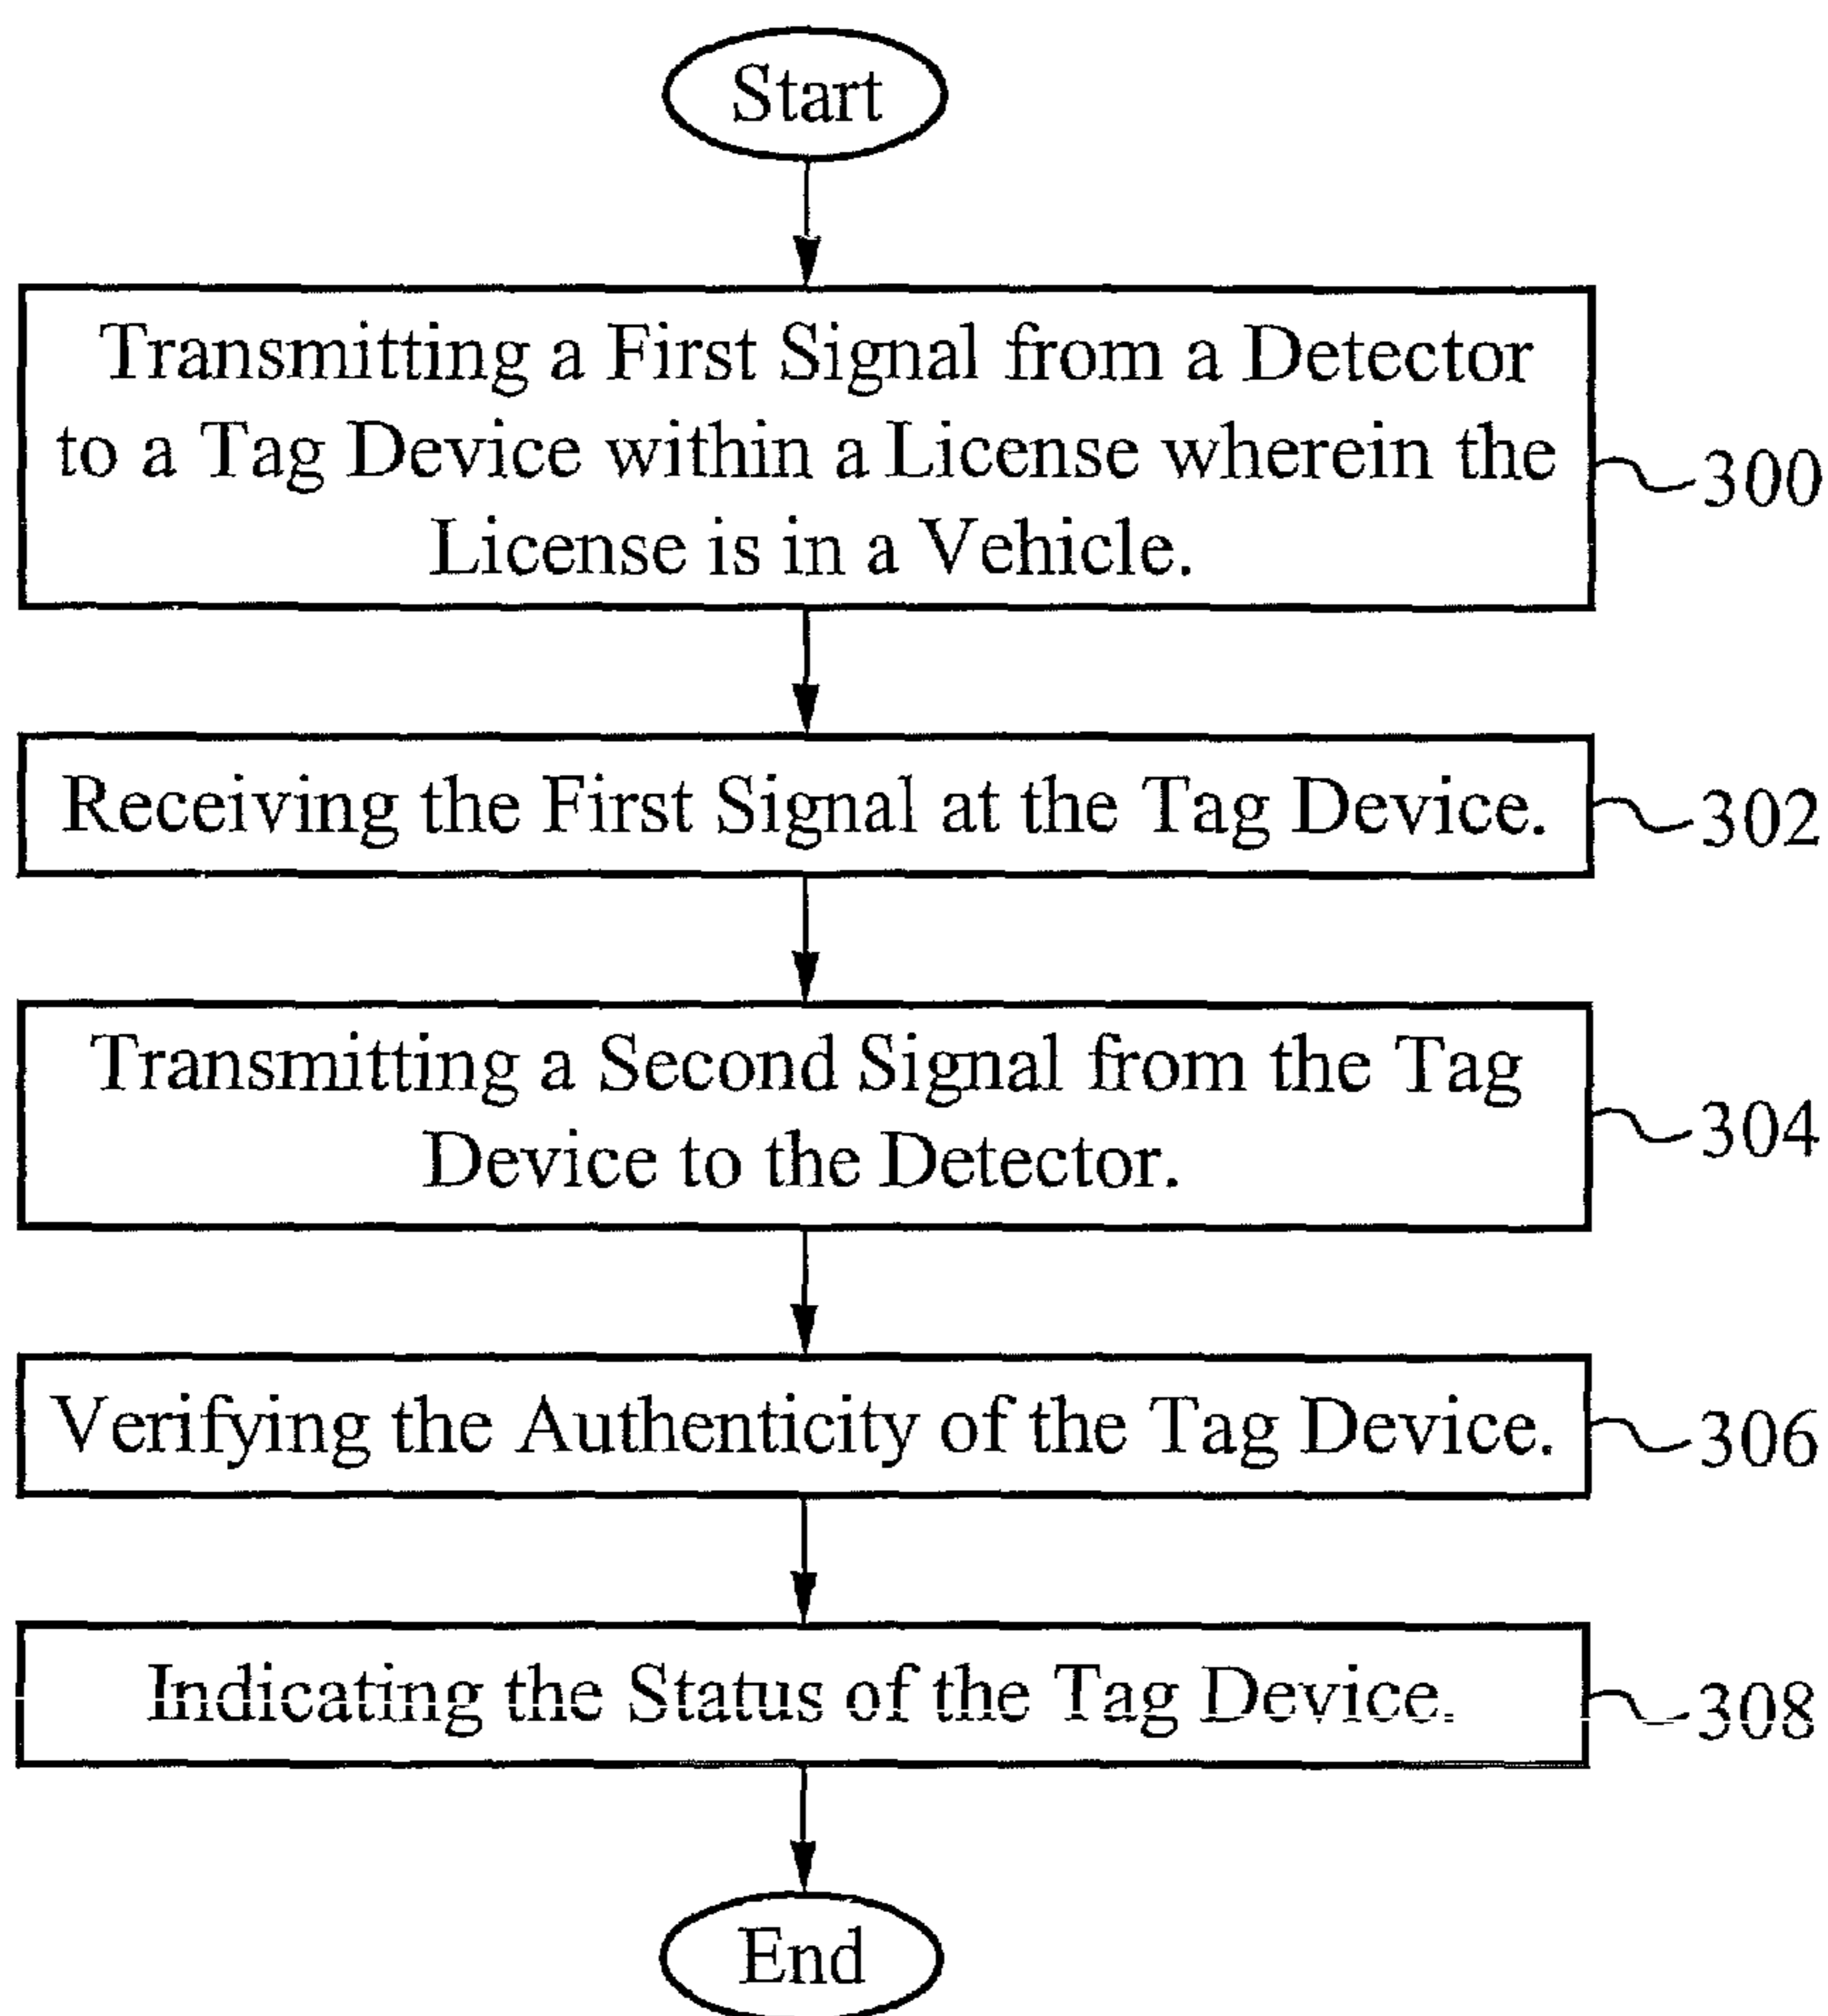 Start
Transmitting a First Signal from a Detector
to a Tag Device within a License wherein the
License is in a Vehicle.
300
Receiving the First Signal at the Tag Device.
302
Transmitting a Second Signal from the Tag
Device to the Detector.
304
Verifying the Authenticity of the Tag Device.
306
Indicating the Status of the Tag Device.
308
End